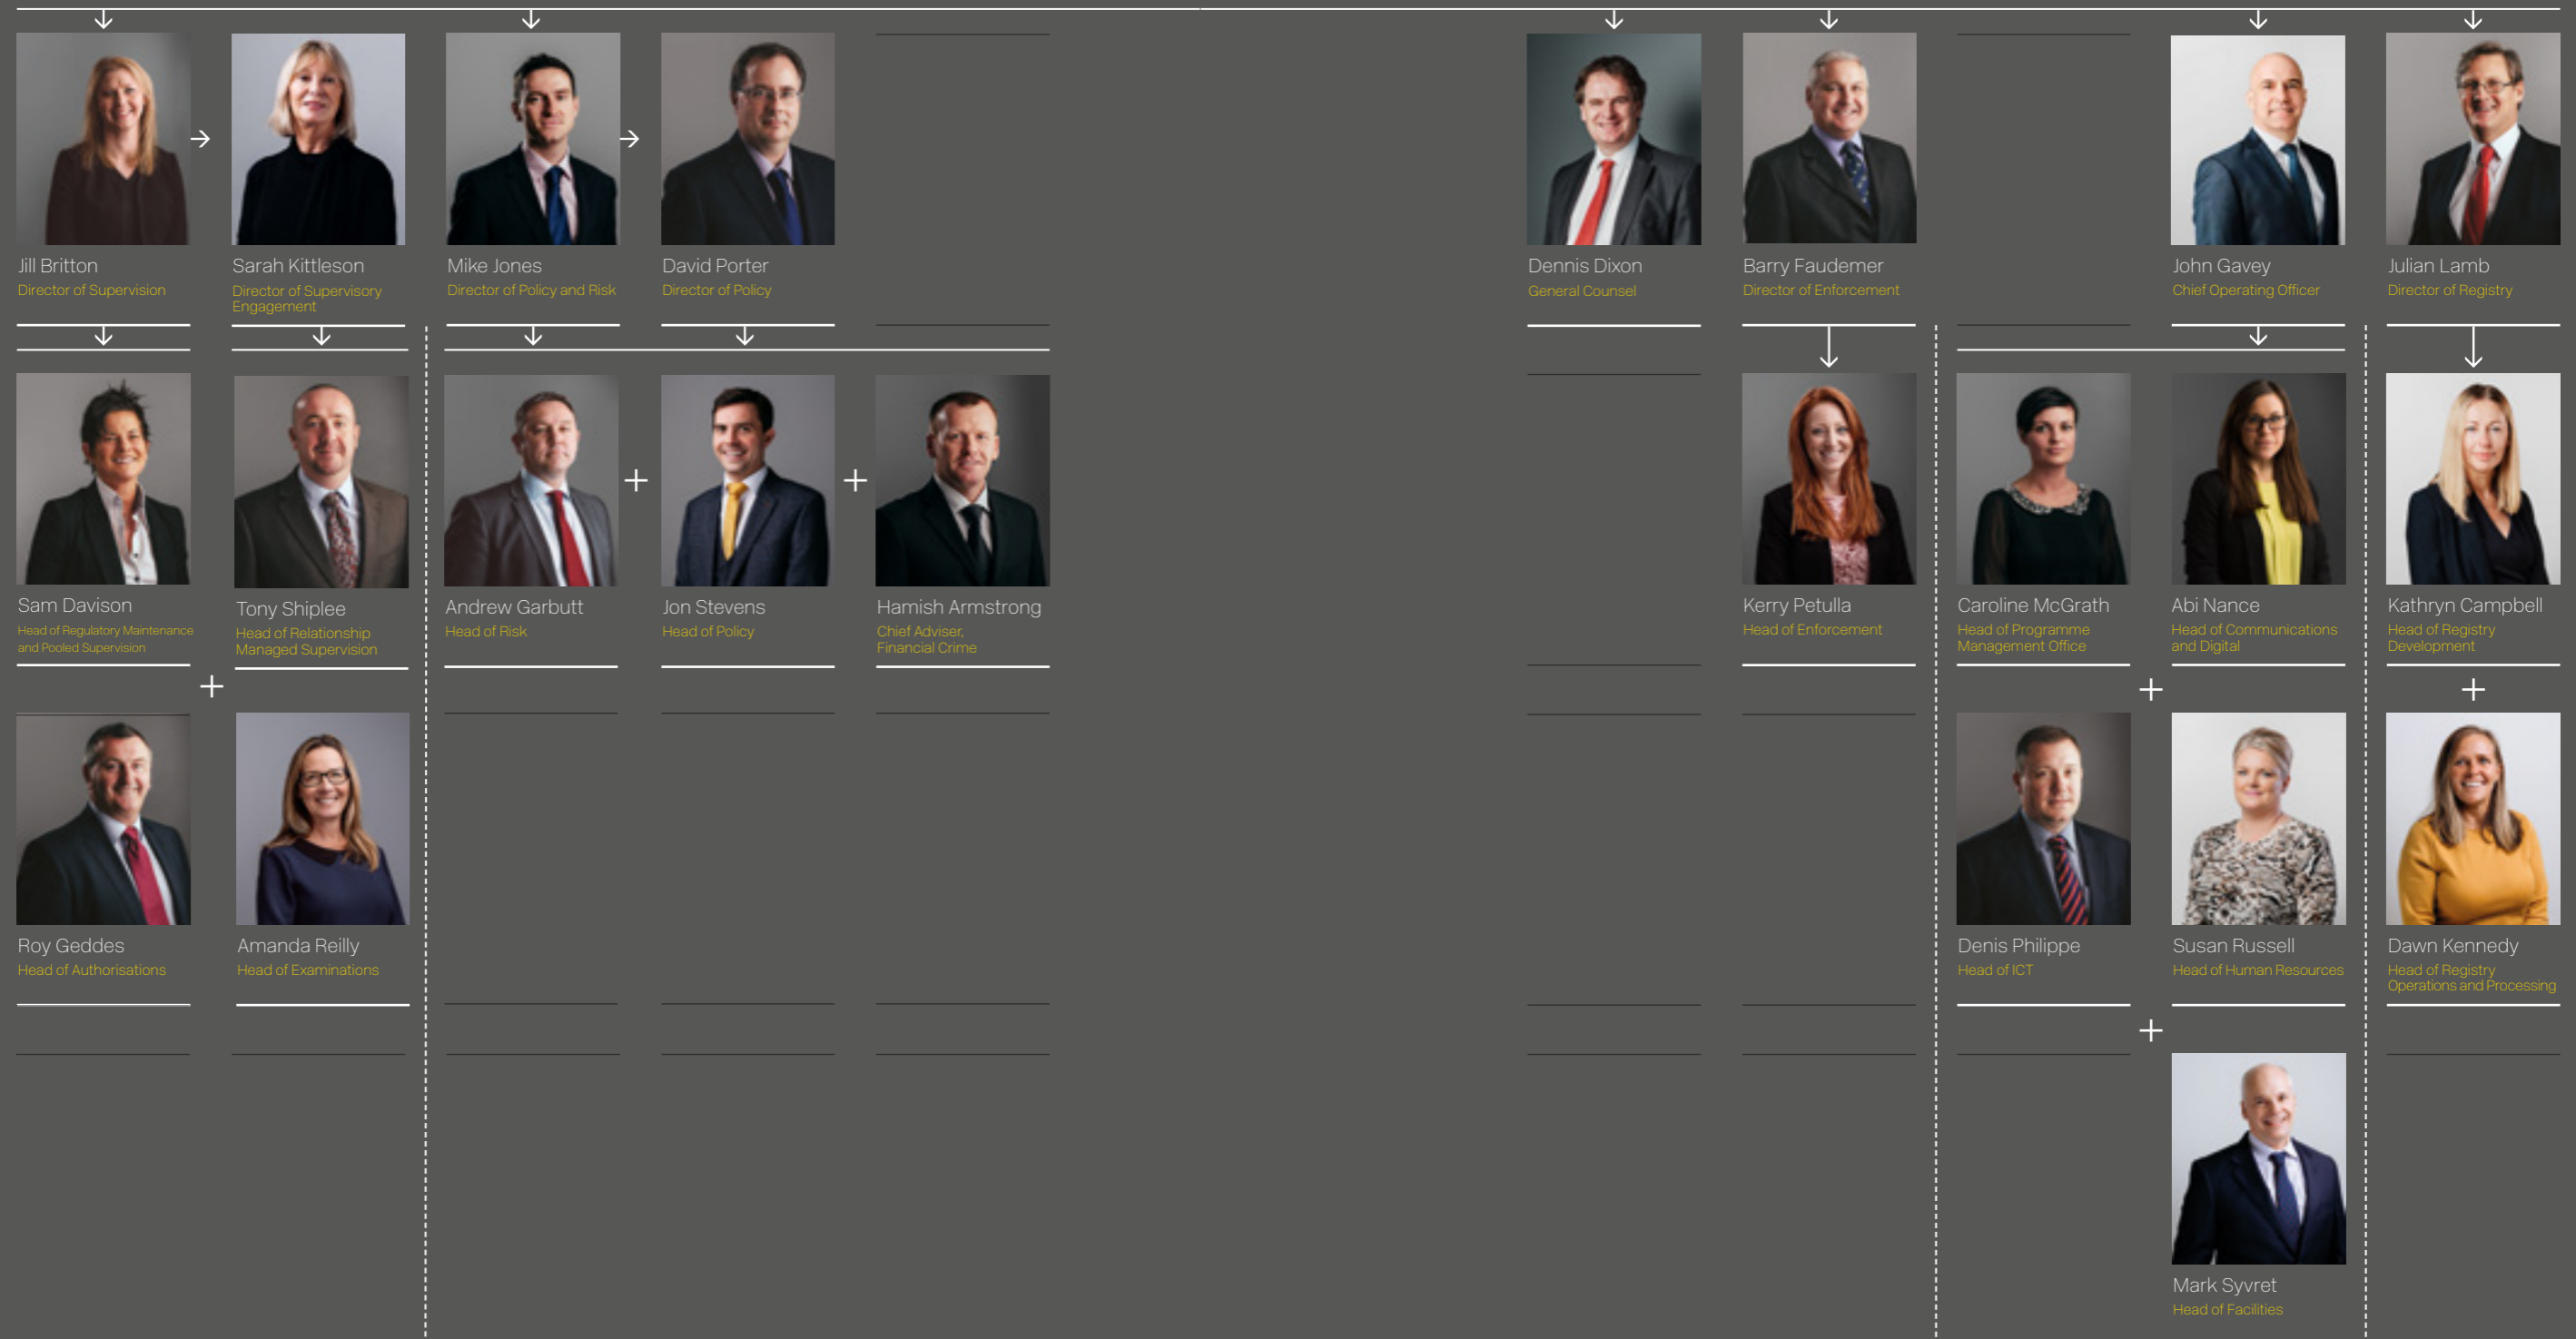 Jill Britton
Director of Supervision
Sarah Kittleson
Director of Supervisory
Engagement
Mike Jones
Director of Policy and Risk
David Porter
Director of Policy
Dennis Dixon
General Counsel
Barry Faudemer
Director of Enforcement
John Gavey
Chief Operating Officer
Julian Lamb
Director of Registry
Sam Davison
Head of Regulatory Maintenance
and Pooled Supervision
Tony Shiplee
Head of Relationship
Managed Supervision
Andrew Garbutt
Head of Risk
Jon Stevens
Head of Policy
Hamish Armstrong
Chief Adviser,
Financial Crime
Kerry Petulla
Head of Enforcement
Caroline McGrath
Head of Programme
Management Office
Abi Nance
Head of Communications
and Digital
Kathryn Campbell
Head of Registry
Development
Roy Geddes
Head of Authorisations
Amanda Reilly
Head of Examinations
Denis Philippe
Head of ICT
Susan Russell
Head of Human Resources
Dawn Kennedy
Head of Registry
Operations and Processing
Mark Syvret
Head of Facilities